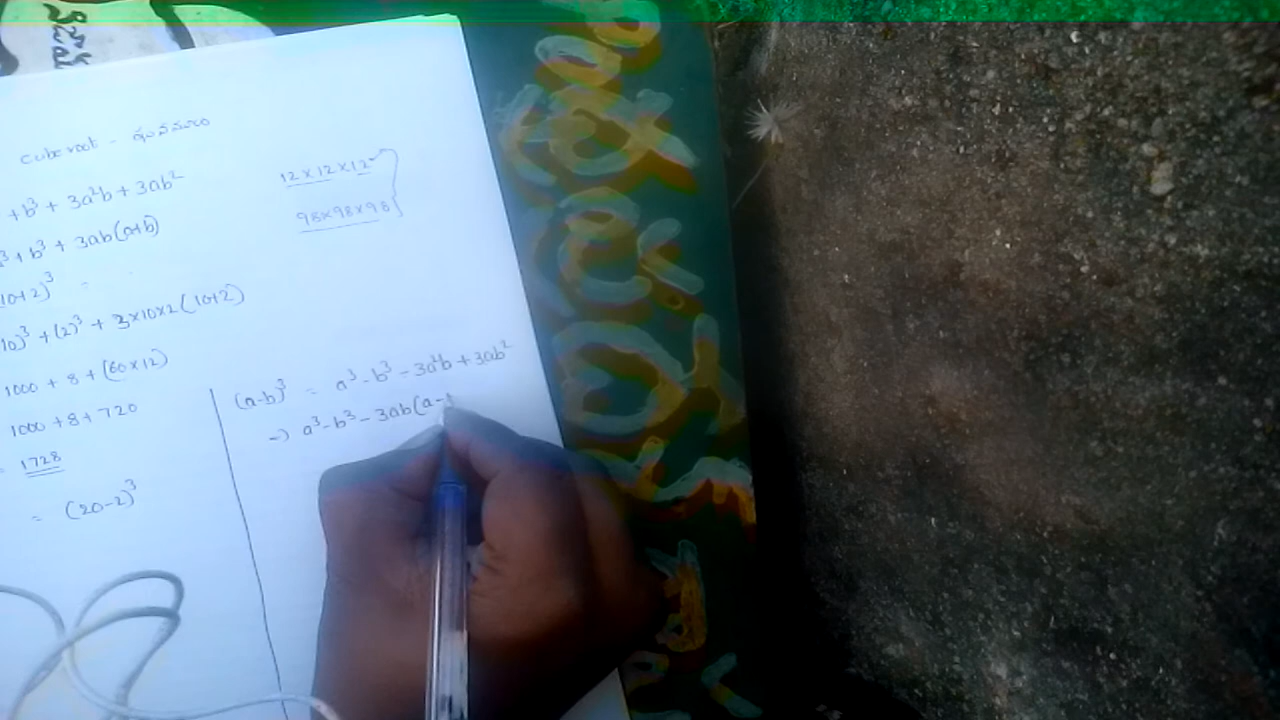 Cube root - ఘనమూలం
+ b³ + 3a²b + 3ab²
a³ + b³ + 3ab(a+b)
(10+2)³ =
(10)³ + (2)³ + 3×10×2(10+2)
1000 + 8 + (60×12)
1000 + 8 + 720
= 1728
= (20-2)³
12×12×12
98×98×98
(a-b)³ = a³ - b³ - 3a²b + 3ab²
=) a³-b³ - 3ab(a-